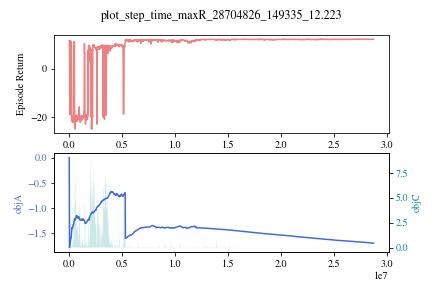 plot_step_time_maxR_28704826_149335_12.223
Episode Return
0
−20
0.0 0.5 1.0 1.5 2.0 2.5 3.0
objA
0.0
−0.5
−1.0
−1.5
7.5
5.0
2.5
0.0
objC
0.0 0.5 1.0 1.5 2.0 2.5 3.0
1e7